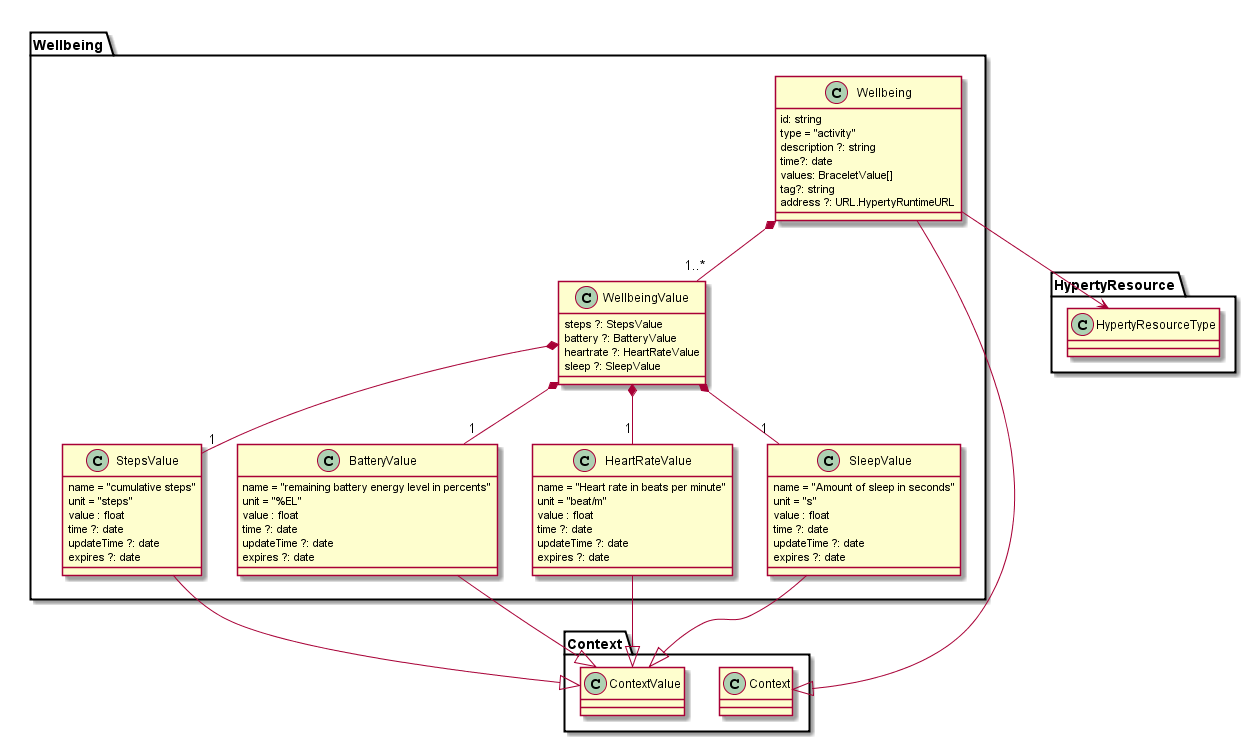 Wellbeing
C Wellbeing
id: string
type = "activity"
description ?: string
time?: date
values: BraceletValue[]
tag?: string
address ?: URL.HypertyRuntimeURL
1..*
HypertyResource
C HypertyResourceType
C WellbeingValue
steps ?: StepsValue
battery ?: BatteryValue
heartrate ?: HeartRateValue
sleep ?: SleepValue
1
1
1
1
C StepsValue
name = "cumulative steps"
unit = "steps"
value : float
time ?: date
updateTime ?: date
expires ?: date
C BatteryValue
name = "remaining battery energy level in percents"
unit = "%EL"
value : float
time ?: date
updateTime ?: date
expires ?: date
C HeartRateValue
name = "Heart rate in beats per minute"
unit = "beat/m"
value : float
time ?: date
updateTime ?: date
expires ?: date
C SleepValue
name = "Amount of sleep in seconds"
unit = "s"
value : float
time ?: date
updateTime ?: date
expires ?: date
Context
C ContextValue
C Context